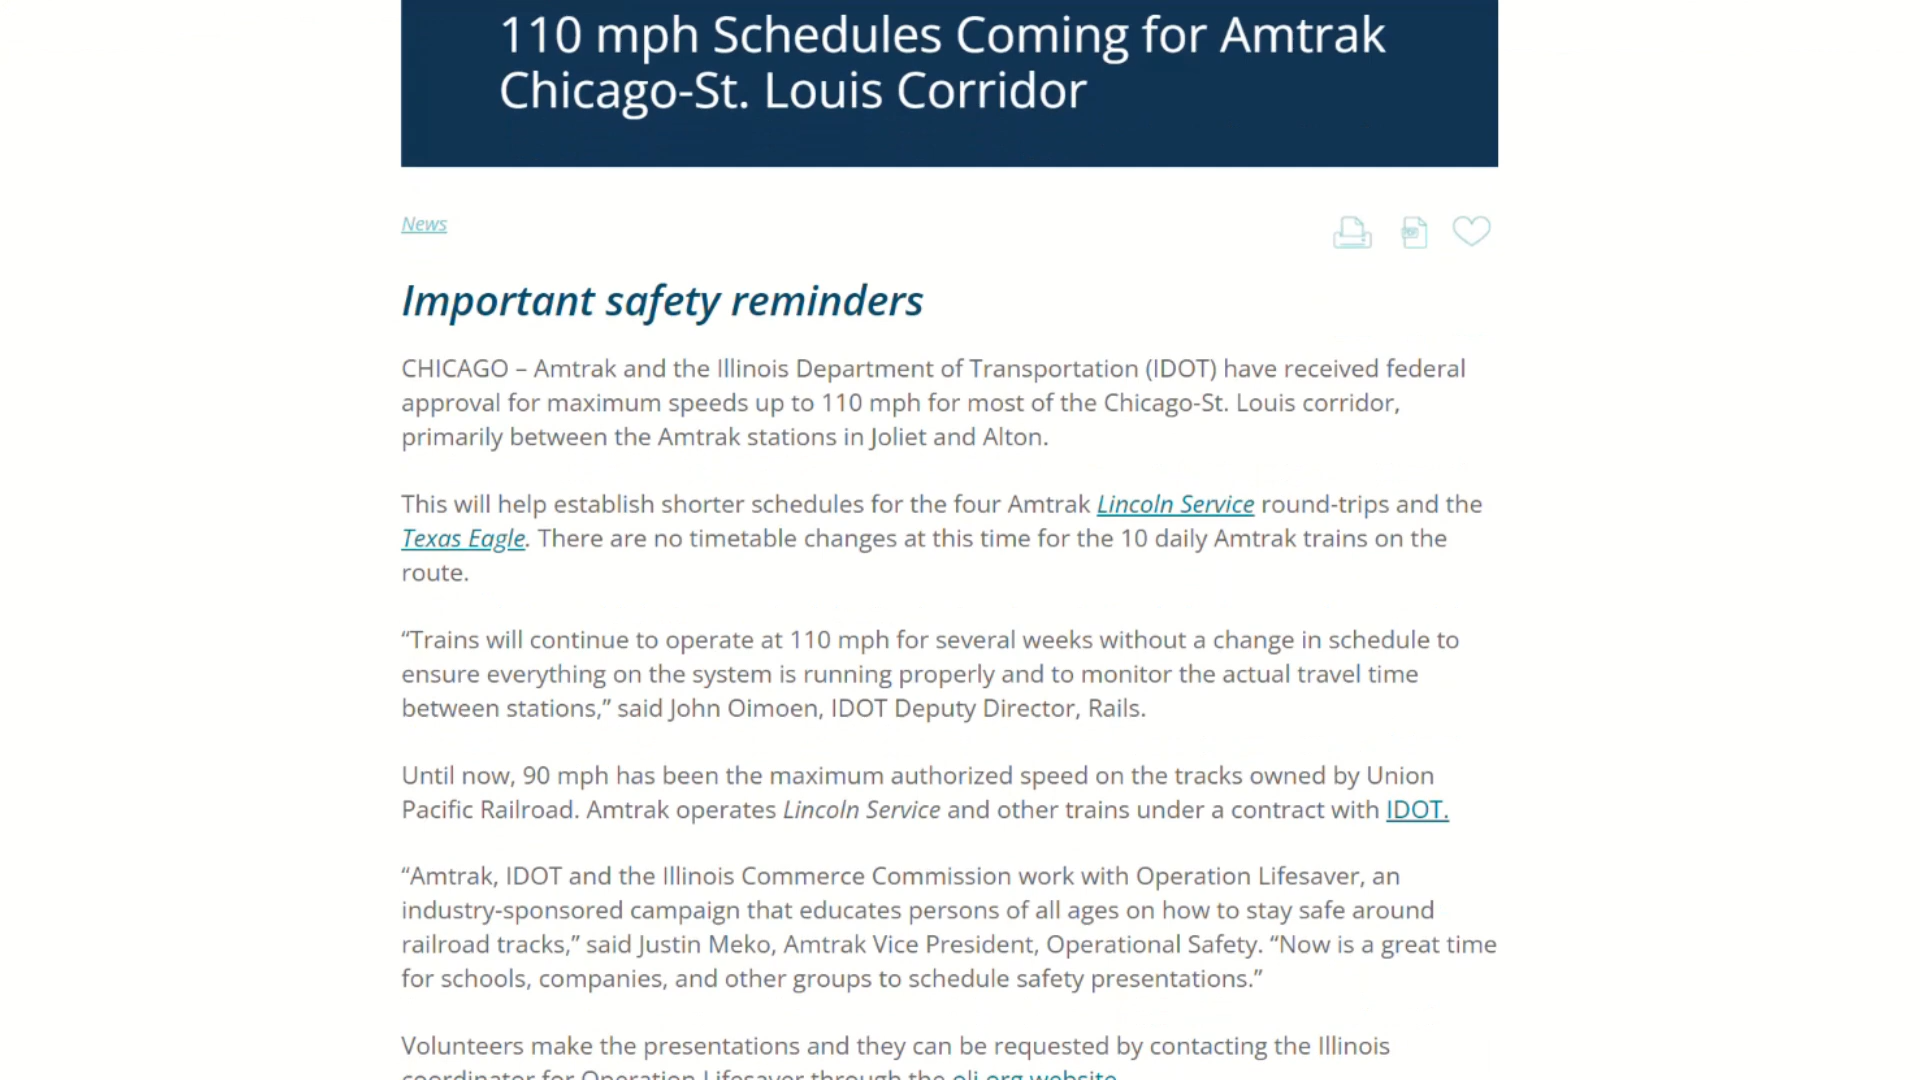 110 mph Schedules Coming for Amtrak
Chicago-St. Louis Corridor
News
Important safety reminders
CHICAGO – Amtrak and the Illinois Department of Transportation (IDOT) have received federal
approval for maximum speeds up to 110 mph for most of the Chicago-St. Louis corridor,
primarily between the Amtrak stations in Joliet and Alton.
This will help establish shorter schedules for the four Amtrak Lincoln Service round-trips and the
Texas Eagle. There are no timetable changes at this time for the 10 daily Amtrak trains on the
route.
“Trains will continue to operate at 110 mph for several weeks without a change in schedule to
ensure everything on the system is running properly and to monitor the actual travel time
between stations,” said John Oimoen, IDOT Deputy Director, Rails.
Until now, 90 mph has been the maximum authorized speed on the tracks owned by Union
Pacific Railroad. Amtrak operates Lincoln Service and other trains under a contract with IDOT.
“Amtrak, IDOT and the Illinois Commerce Commission work with Operation Lifesaver, an
industry-sponsored campaign that educates persons of all ages on how to stay safe around
railroad tracks,” said Justin Meko, Amtrak Vice President, Operational Safety. “Now is a great time
for schools, companies, and other groups to schedule safety presentations.”
Volunteers make the presentations and they can be requested by contacting the Illinois
coordinator for Operation Lifesaver through the oli.org website.